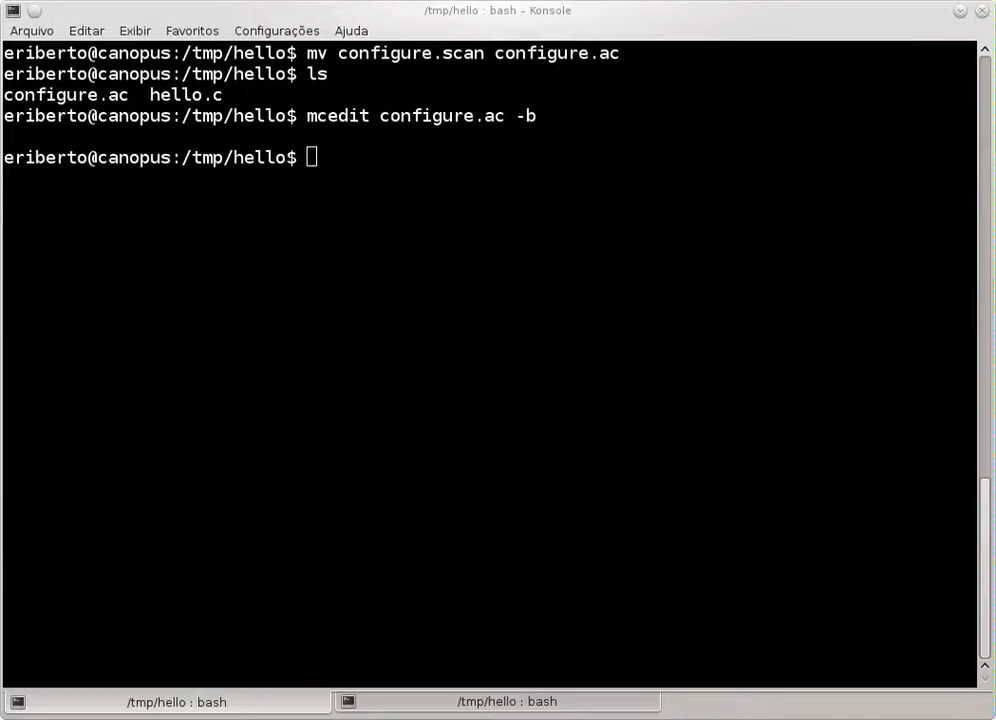 /tmp/hello : bash – Konsole
Arquivo Editar Exibir Favoritos Configurações Ajuda
eriberto@canopus:/tmp/hello$ mv configure.scan configure.ac
eriberto@canopus:/tmp/hello$ ls
configure.ac  hello.c
eriberto@canopus:/tmp/hello$ mcedit configure.ac -b
eriberto@canopus:/tmp/hello$
/tmp/hello : bash /tmp/hello : bash